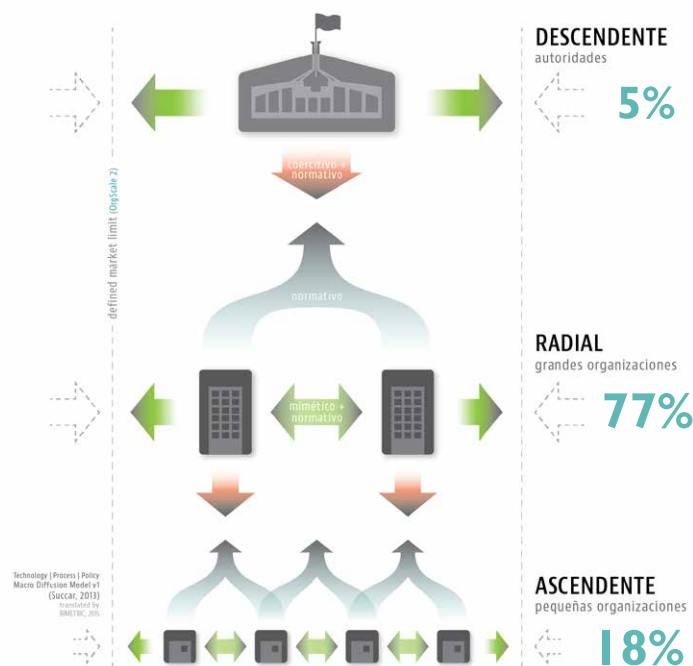 DESCENDENTE
autoridades
5%
coercitivo +
normativo
defined market limit (OrgScale 2)
normativo
RADIAL
grandes organizaciones
77%
mimético +
normativo
Technology | Process | Policy
Macro Diffusion Model v1
(Succar, 2013)
translated by
BIMETRIC, 2015
ASCENDENTE
pequeñas organizaciones
18%